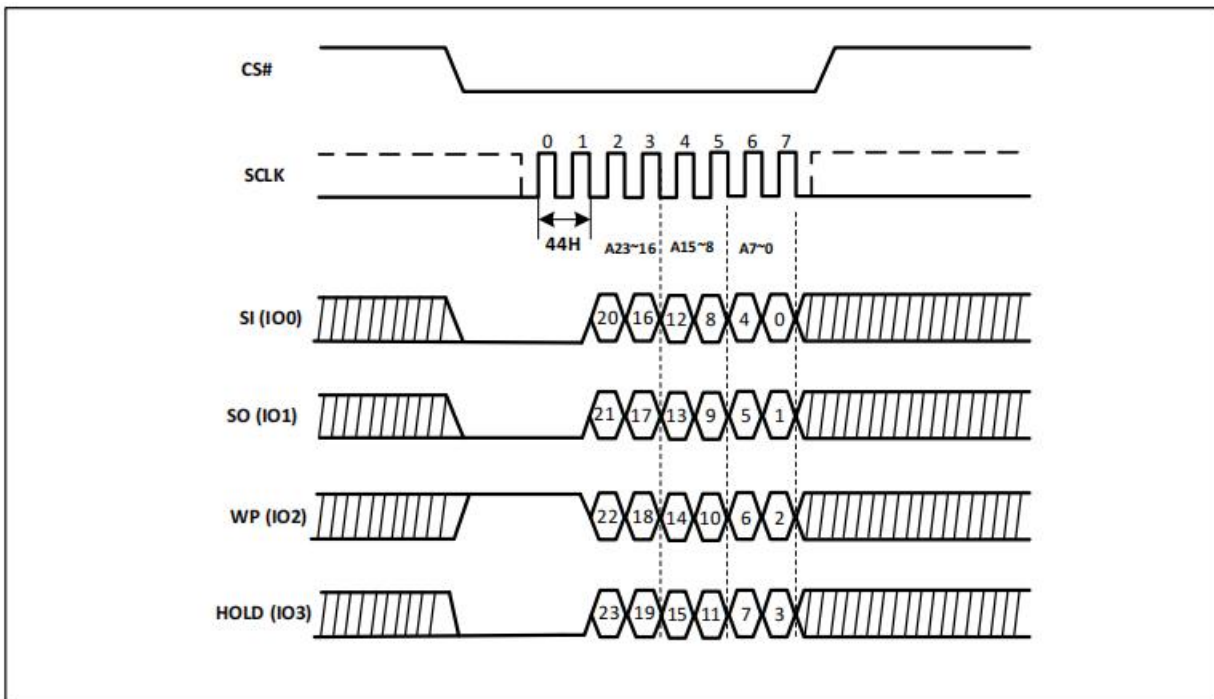 CS#
0 1 2 3 4 5 6 7
SCLK
44H A23~16 A15~8 A7~0
SI (IO0) 20 16 12 8 4 0
SO (IO1) 21 17 13 9 5 1
WP (IO2) 22 18 14 10 6 2
HOLD (IO3) 23 19 15 11 7 3